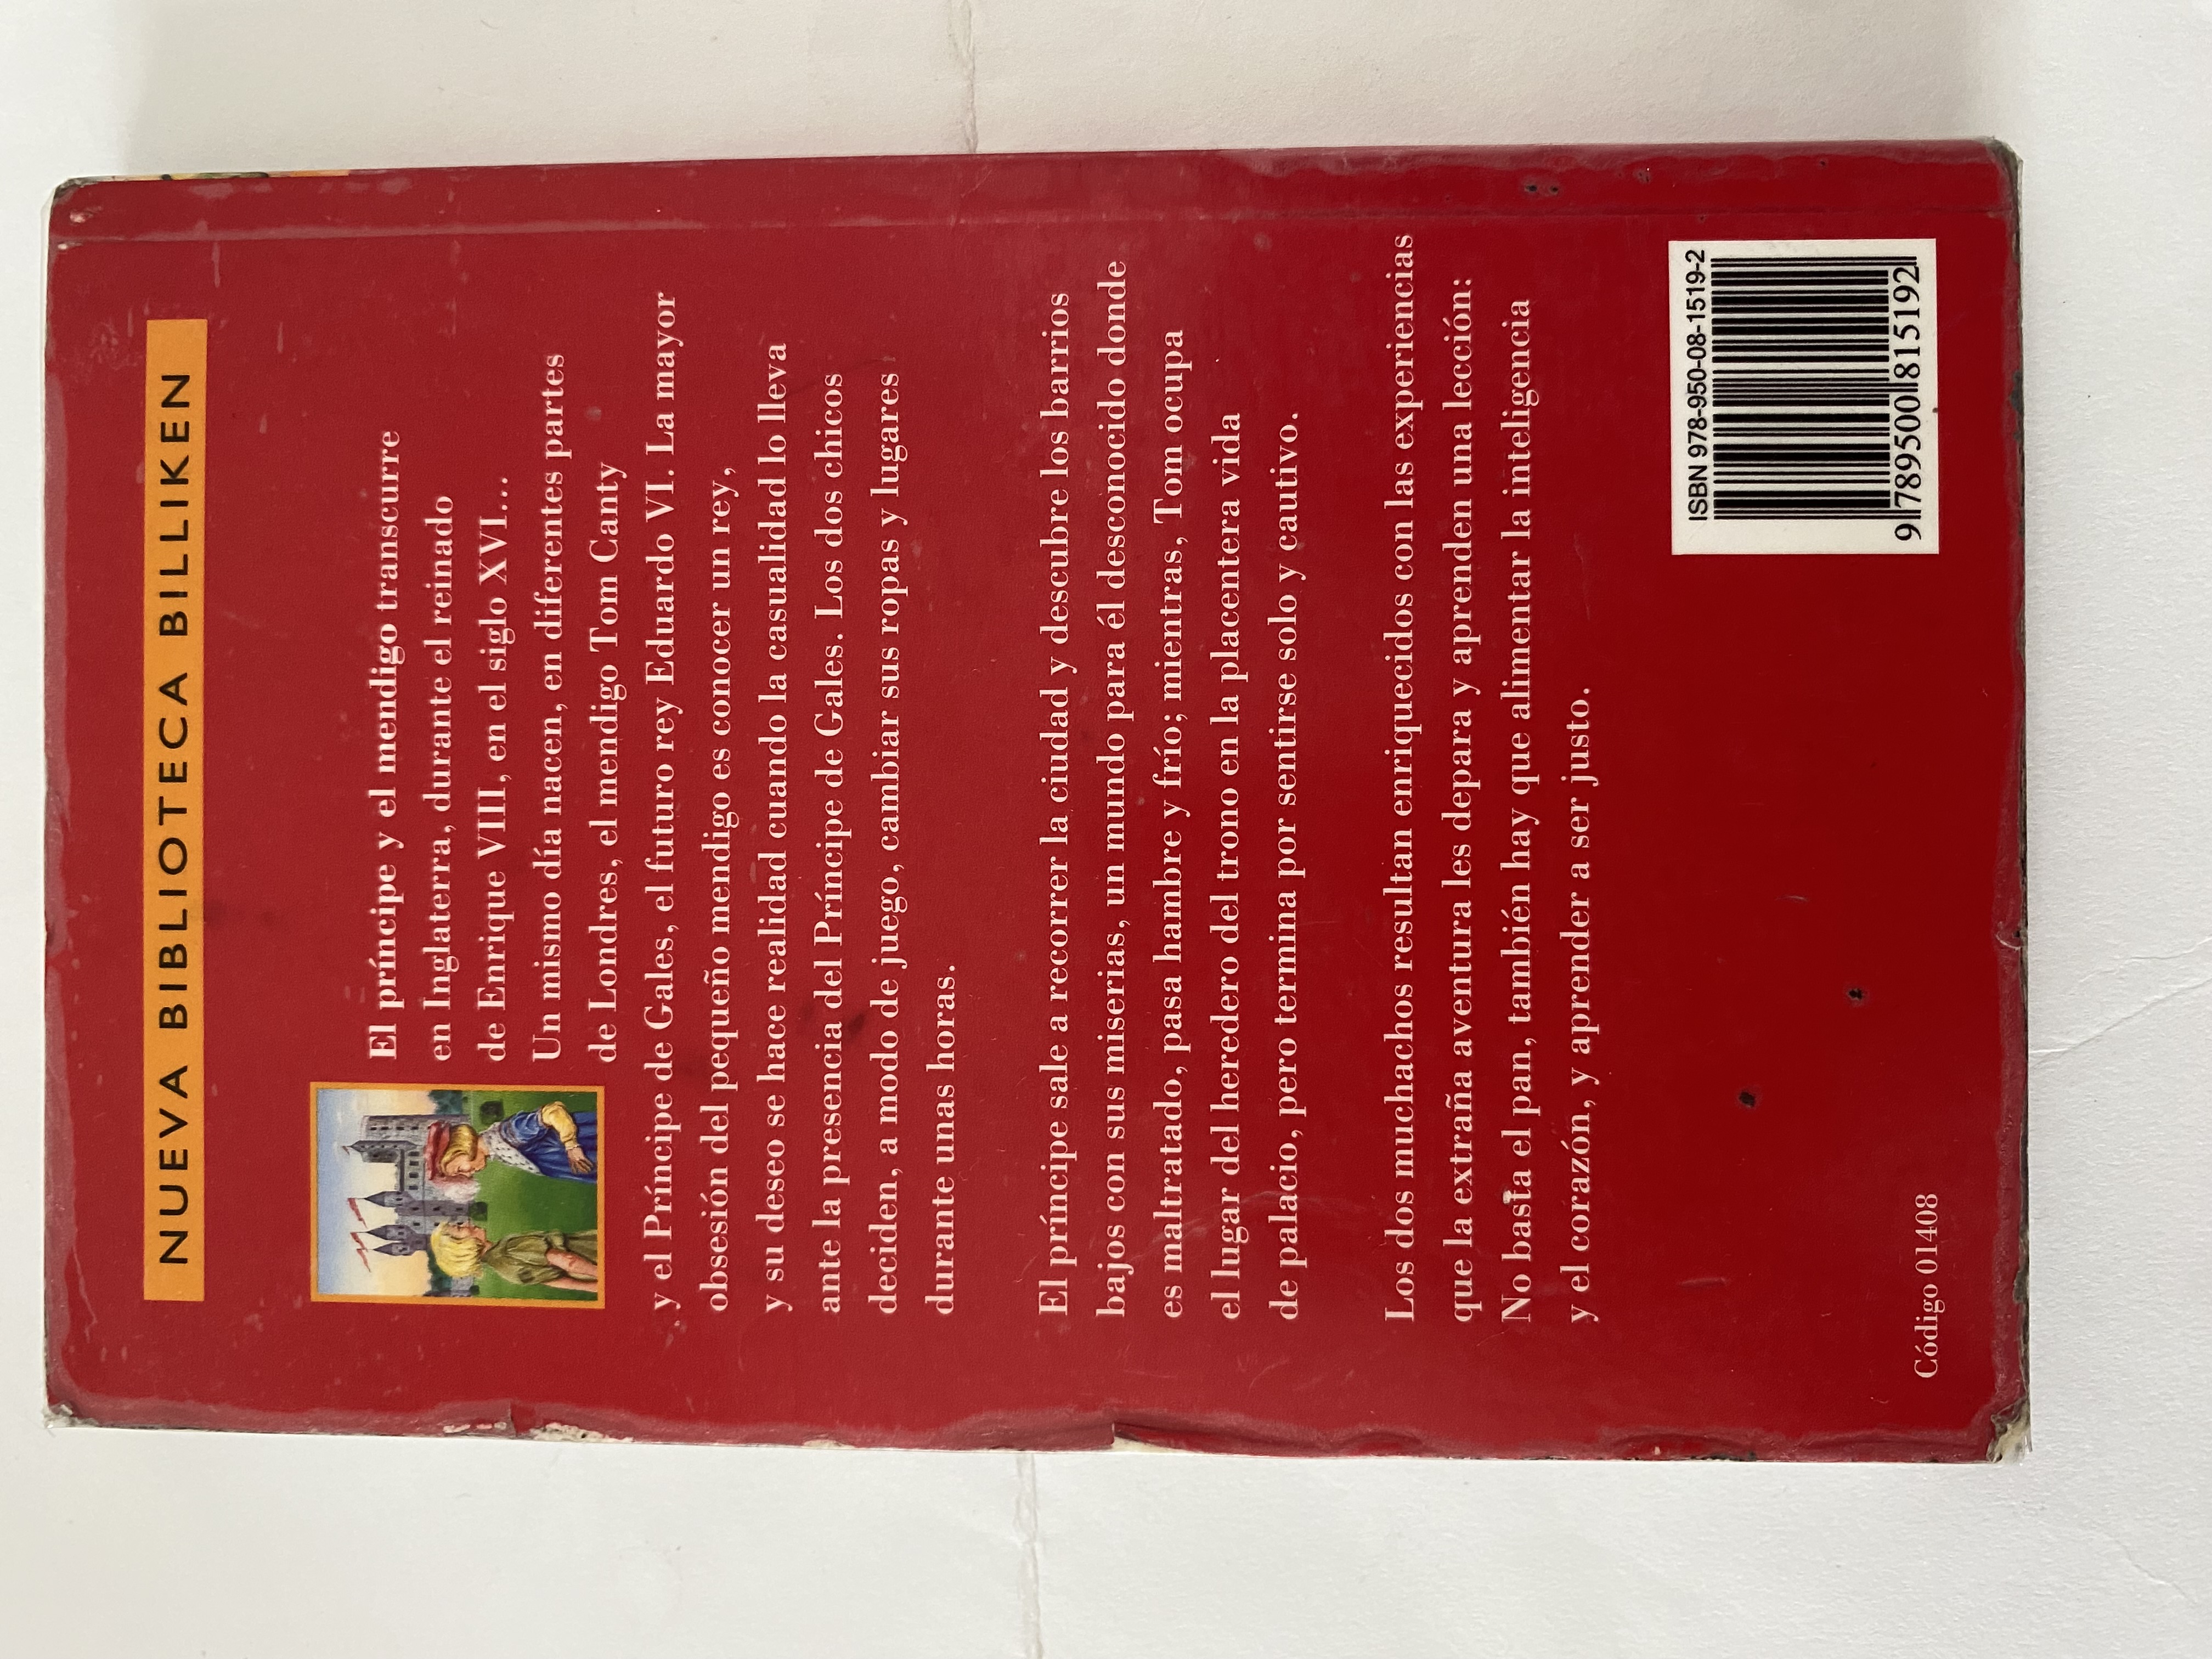 NUEVA BIBLIOTECA BILLIKEN
El príncipe y el mendigo transcurre
en Inglaterra, durante el reinado
de Enrique VIII, en el siglo XVI...
Un mismo día nacen, en diferentes partes
de Londres, el mendigo Tom Canty
y el Príncipe de Gales, el futuro rey Eduardo VI. La mayor
obsesión del pequeño mendigo es conocer un rey,
y su deseo se hace realidad cuando la casualidad lo lleva
ante la presencia del Príncipe de Gales. Los dos chicos
deciden, a modo de juego, cambiar sus ropas y lugares
durante unas horas.
El príncipe sale a recorrer la ciudad y descubre los barrios
bajos con sus miserias, un mundo para él desconocido donde
es maltratado, pasa hambre y frío; mientras, Tom ocupa
el lugar del heredero del trono en la placentera vida
de palacio, pero termina por sentirse solo y cautivo.
Los dos muchachos resultan enriquecidos con las experiencias
que la extraña aventura les depara y aprenden una lección:
No basta el pan, también hay que alimentar la inteligencia
y el corazón, y aprender a ser justo.
ISBN 978-950-08-1519-2
9 789500 815192
Código 01408